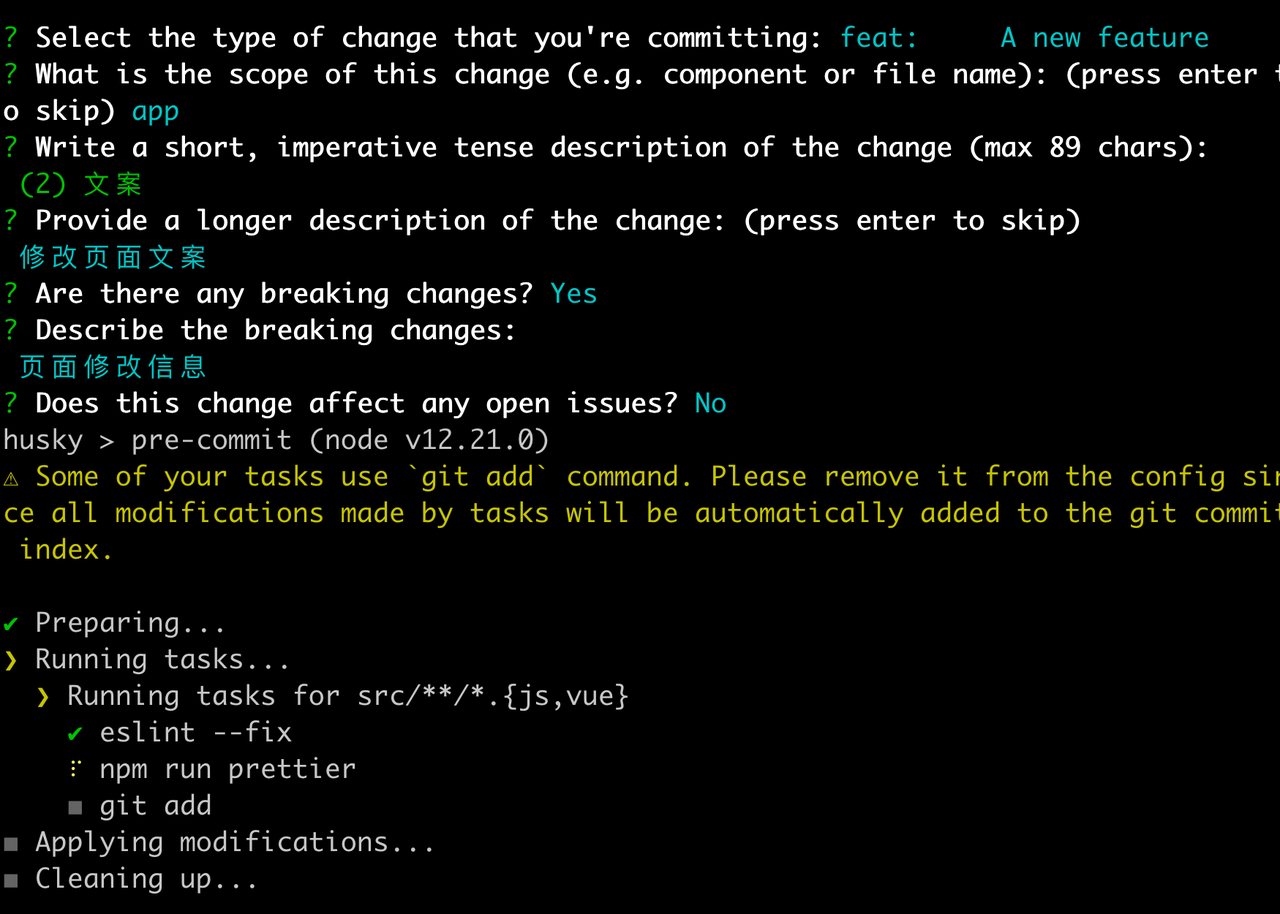 ? Select the type of change that you're committing: feat:     A new feature
? What is the scope of this change (e.g. component or file name): (press enter t
o skip) app
? Write a short, imperative tense description of the change (max 89 chars):
 (2) 文案
? Provide a longer description of the change: (press enter to skip)
 修改页面文案
? Are there any breaking changes? Yes
? Describe the breaking changes:
 页面修改信息
? Does this change affect any open issues? No
husky > pre-commit (node v12.21.0)
⚠ Some of your tasks use `git add` command. Please remove it from the config sin
ce all modifications made by tasks will be automatically added to the git commit
 index.
✔ Preparing...
❯ Running tasks...
  ❯ Running tasks for src/**/*.{js,vue}
    ✔ eslint --fix
    ⠏ npm run prettier
    ◼ git add
◼ Applying modifications...
◼ Cleaning up...